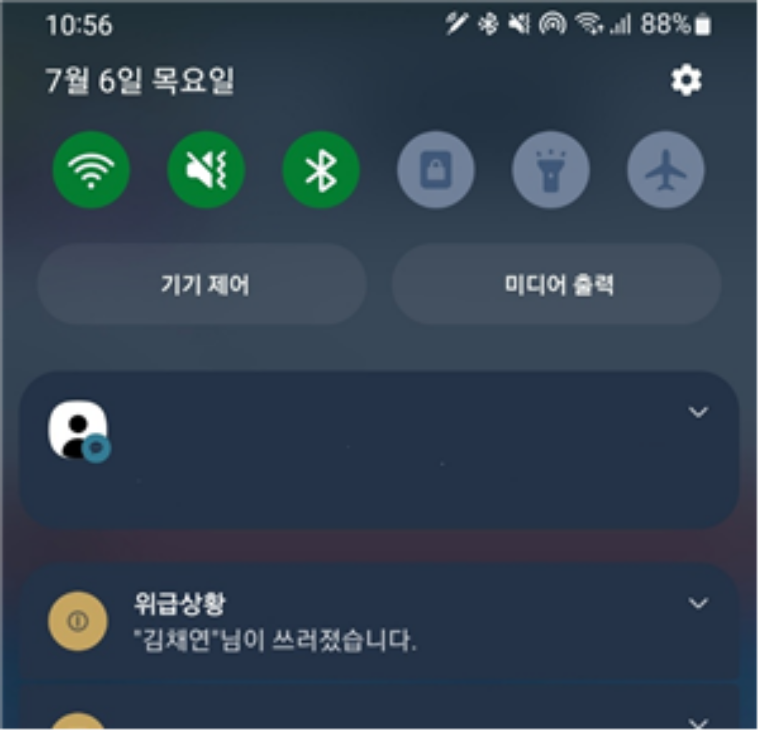 10:56
88%
7월 6일 목요일
기기 제어
미디어 출력
위급상황
"김채연"님이 쓰러졌습니다.